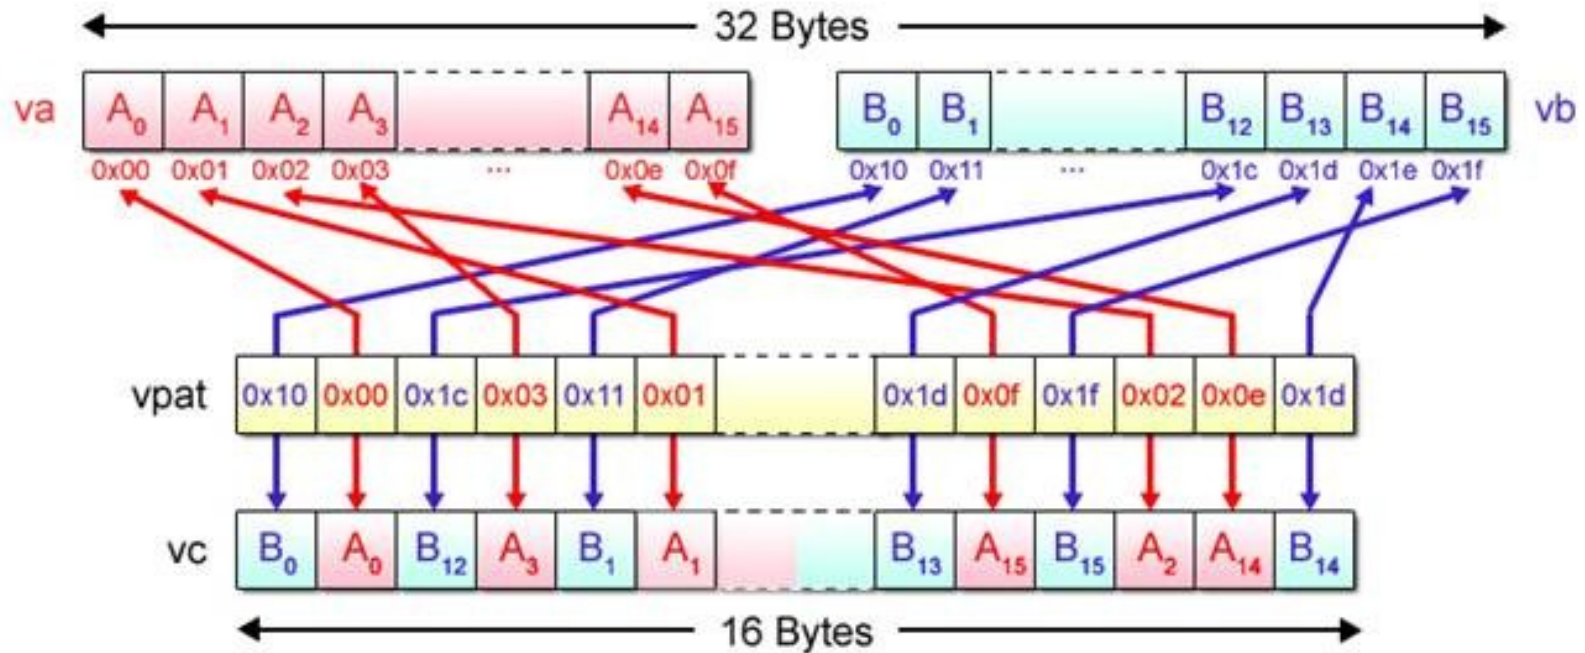 32 Bytes
va A0 A1 A2 A3 A14 A15 B0 B1 B12 B13 B14 B15 vb
0x00 0x01 0x02 0x03 ... 0x0e 0x0f 0x10 0x11 ... 0x1c 0x1d 0x1e 0x1f
vpat 0x10 0x00 0x1c 0x03 0x11 0x01 0x1d 0x0f 0x1f 0x02 0x0e 0x1d
vc B0 A0 B12 A3 B1 A1 B13 A15 B15 A2 A14 B14
16 Bytes